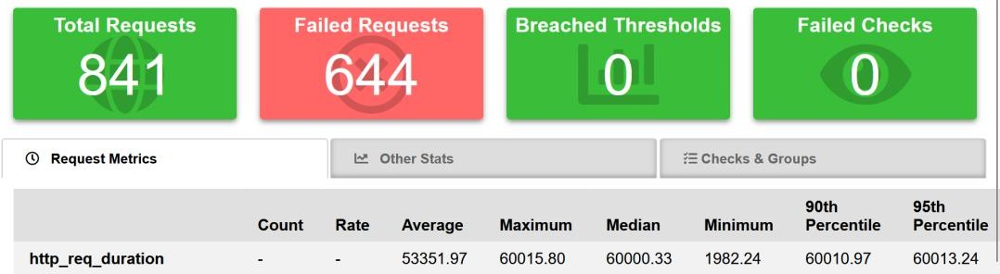 Total Requests Failed Requests Breached Thresholds Failed Checks
841 644 0 0
Request Metrics Other Stats Checks & Groups
Count Rate Average Maximum Median Minimum 90th Percentile 95th Percentile
http_req_duration - - 53351.97 60015.80 60000.33 1982.24 60010.97 60013.24